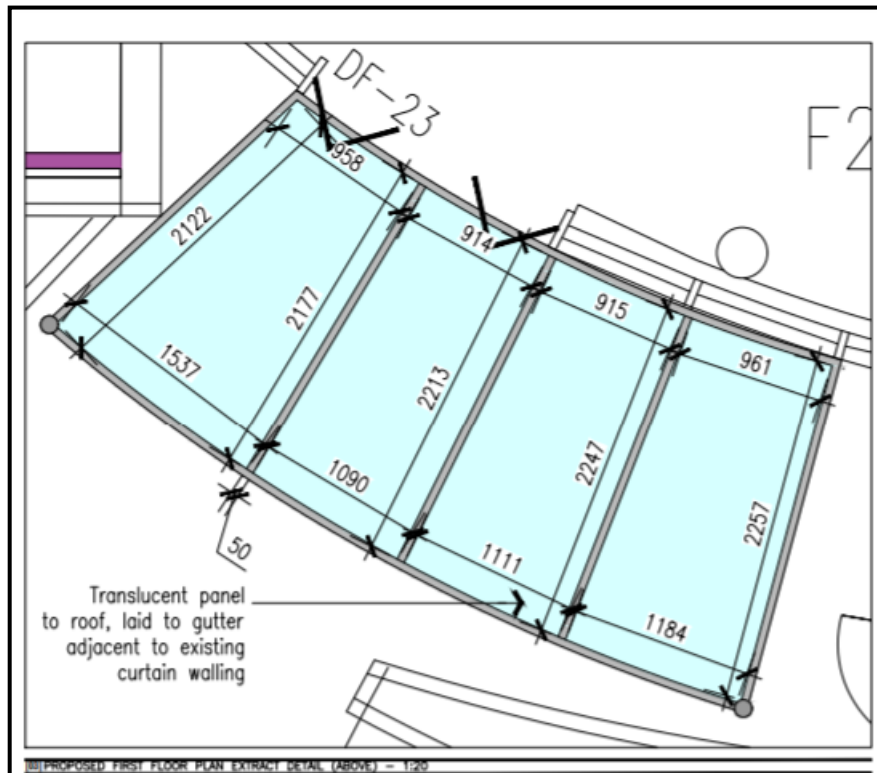 DF-23
F2
958
2122
914
915
961
2177
1537
2213
2247
2257
1090
1111
1184
50
Translucent panel
to roof, laid to gutter
adjacent to existing
curtain walling
03 PROPOSED FIRST FLOOR PLAN EXTRACT DETAIL (ABOVE) - 1:20